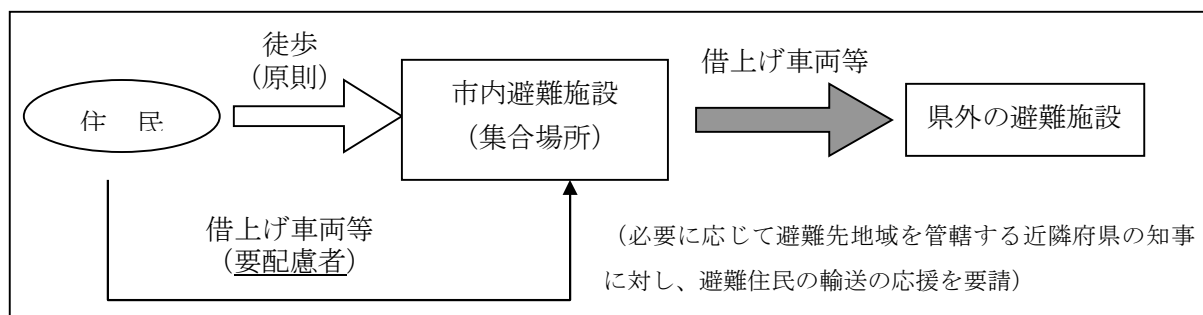 徒歩
（原則）
借上げ車両等
住　民
市内避難施設
（集合場所）
県外の避難施設
借上げ車両等
（要配慮者）
（必要に応じて避難先地域を管轄する近隣府県の知事
に対し、避難住民の輸送の応援を要請）